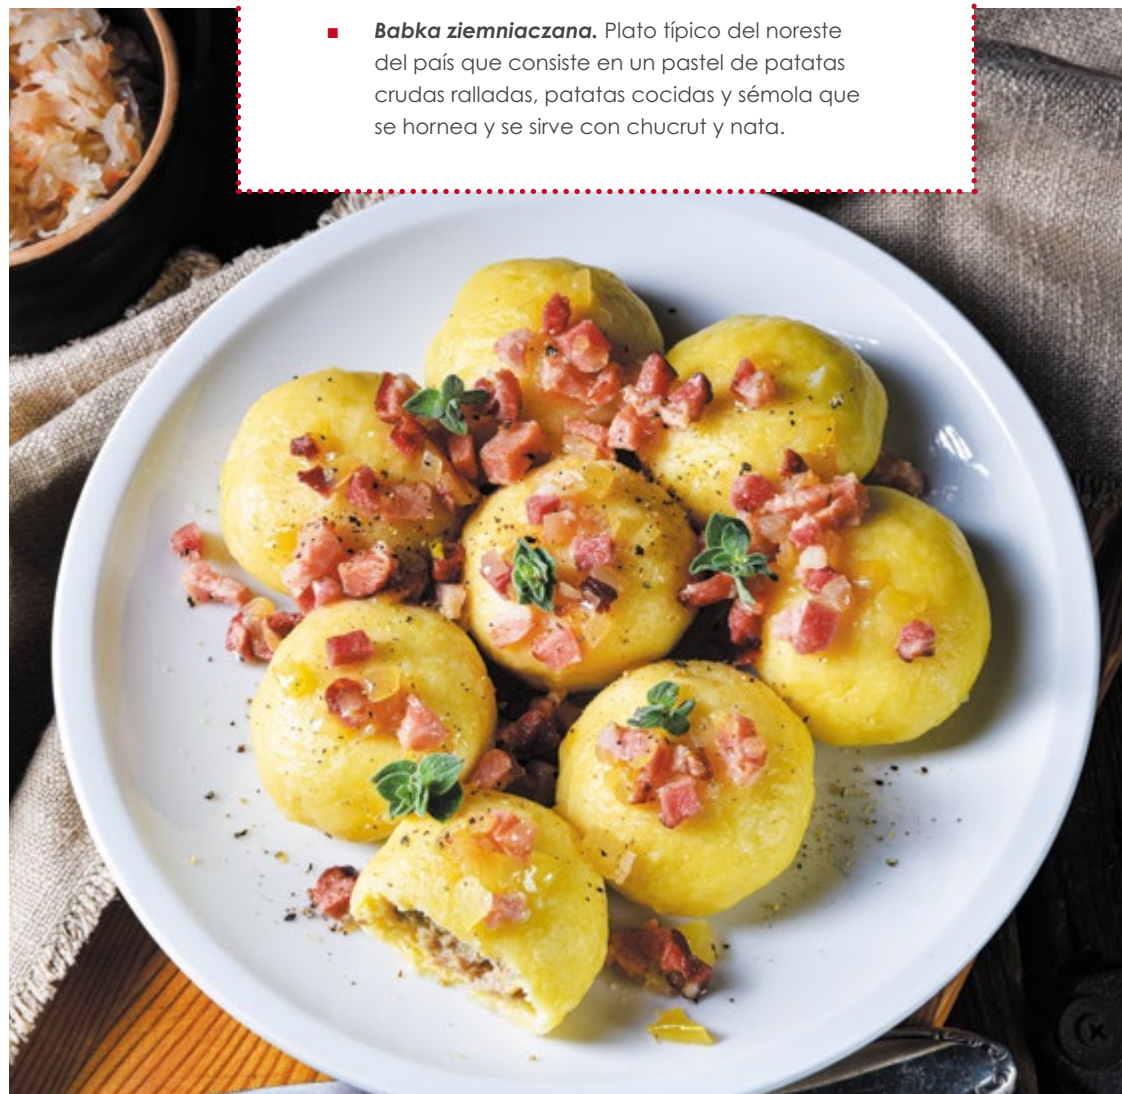 Babka ziemniaczana. Plato típico del noreste
del país que consiste en un pastel de patatas
crudas ralladas, patatas cocidas y sémola que
se hornea y se sirve con chucrut y nata.